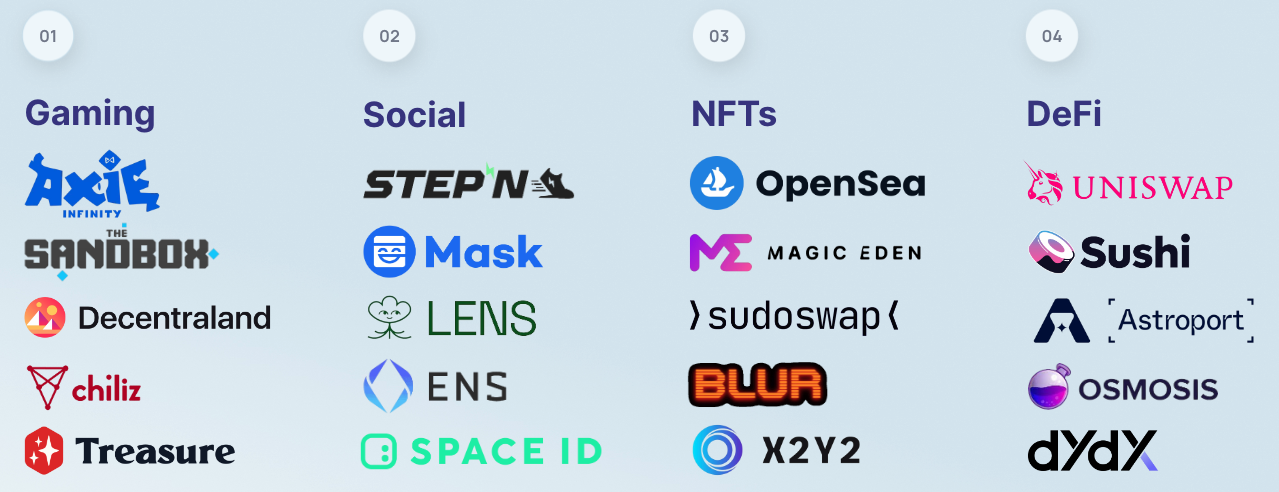 01
Gaming
AXIE
INFINITY
THE
SANDBOX
Decentraland
chiliz
Treasure
02
Social
STEP'N
Mask
LENS
ENS
SPACE ID
03
NFTs
OpenSea
ME MAGIC EDEN
⟩sudoswap⟨
BLUR
X2Y2
04
DeFi
UNISWAP
Sushi
[Astroport]
OSMOSIS
dYdX